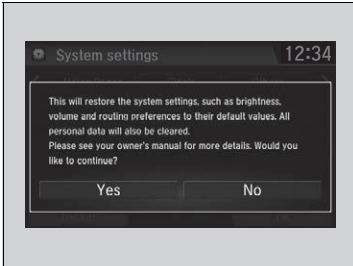 System settings 12:34
This will restore the system settings, such as brightness,
volume and routing preferences to their default values. All
personal data will also be cleared.
Please see your owner's manual for more details. Would you
like to continue?
Yes No